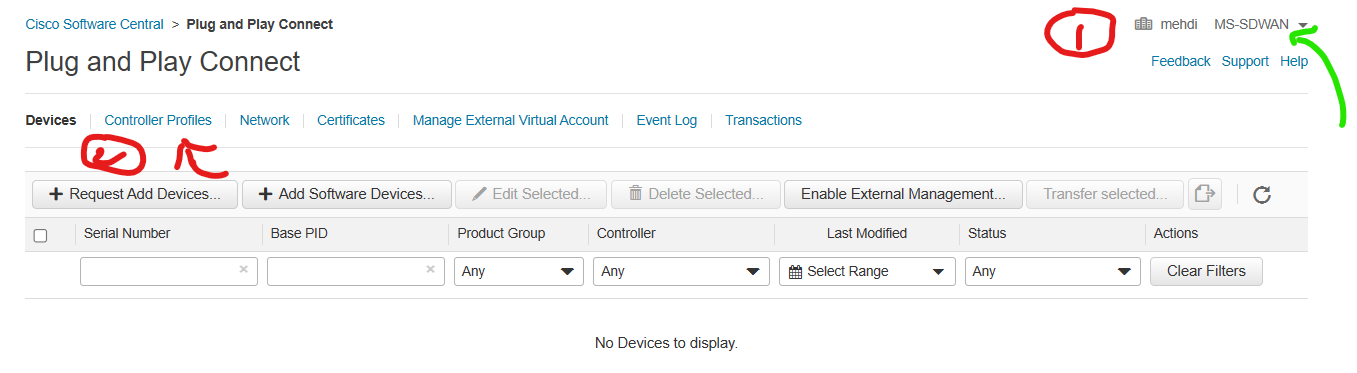 Cisco Software Central > Plug and Play Connect
1
mehdi MS-SDWAN
Plug and Play Connect
Feedback Support Help
Devices | Controller Profiles | Network | Certificates | Manage External Virtual Account | Event Log | Transactions
2
+ Request Add Devices... + Add Software Devices... Edit Selected... Delete Selected... Enable External Management... Transfer selected...
Serial Number Base PID Product Group Controller Last Modified Status Actions
× × Any Any Select Range Any Clear Filters
No Devices to display.